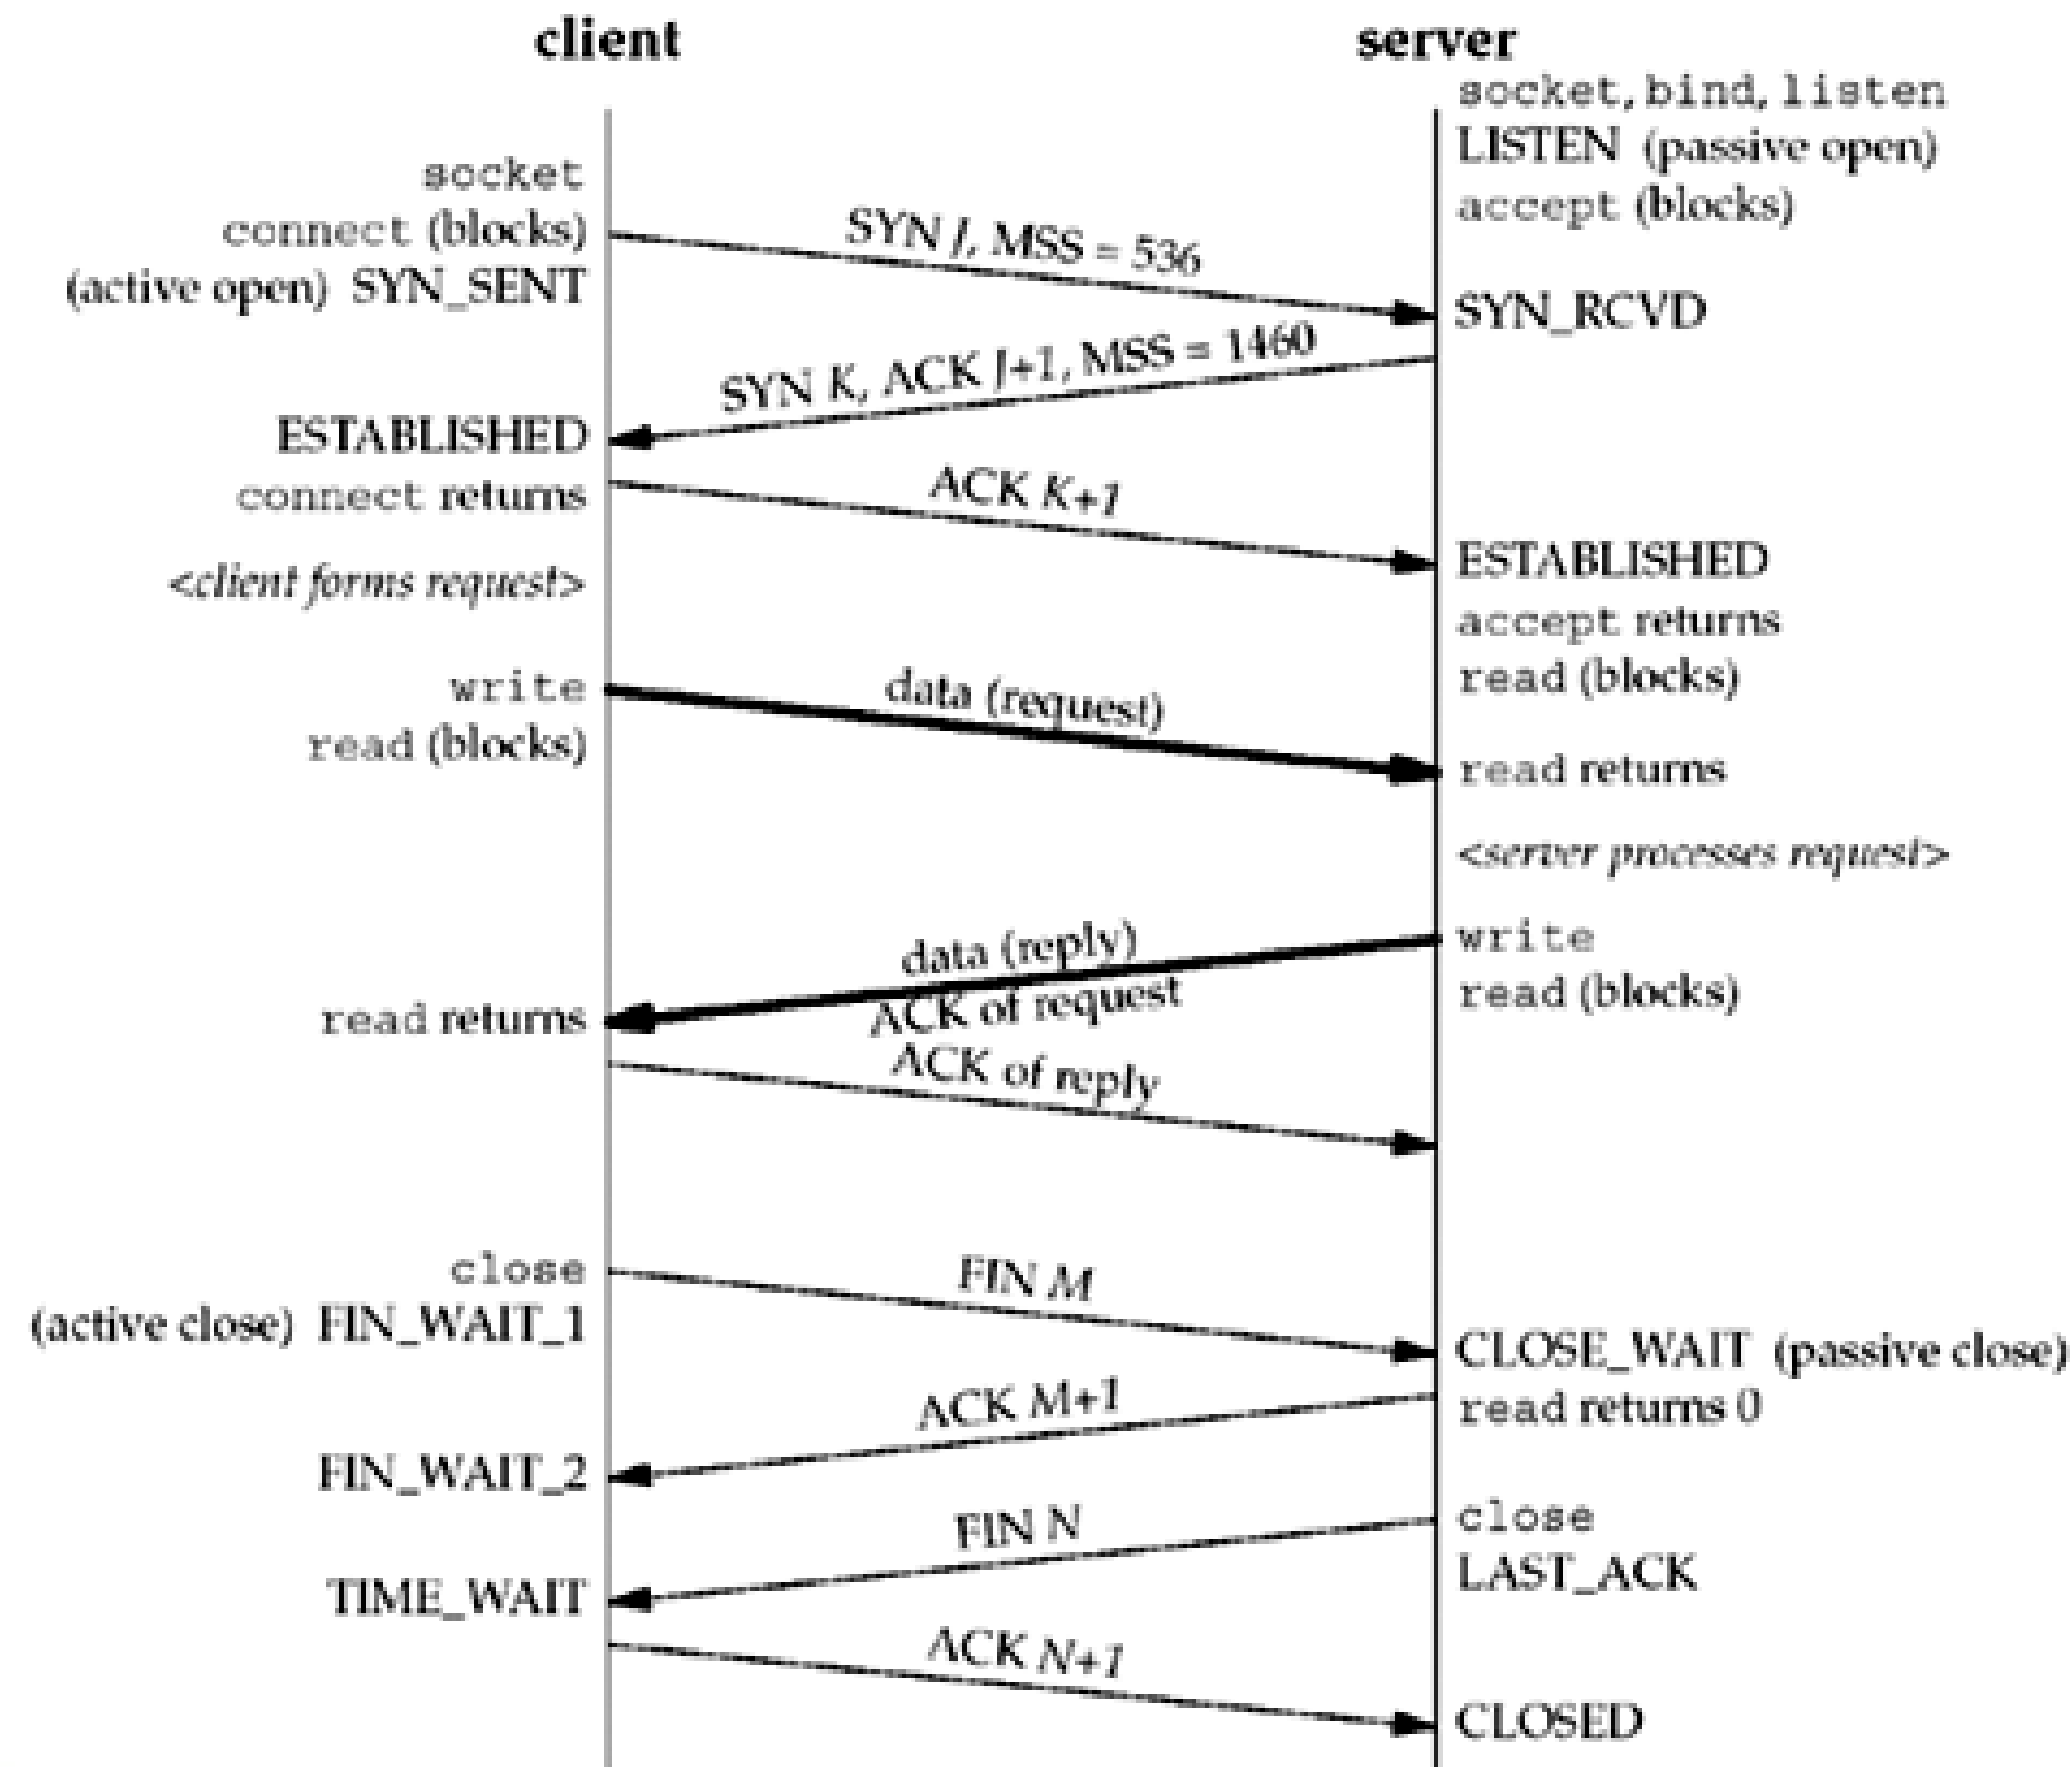 client
server
socket, bind, listen
LISTEN (passive open)
accept (blocks)
socket
connect (blocks)
(active open) SYN_SENT
SYN J, MSS = 536
SYN_RCVD
SYN K, ACK J+1, MSS = 1460
ESTABLISHED
connect returns
ACK K+1
ESTABLISHED
accept returns
read (blocks)
<client forms request>
write
read (blocks)
data (request)
read returns
<server processes request>
write
read (blocks)
data (reply)
ACK of request
read returns
ACK of reply
close
(active close) FIN_WAIT_1
FIN M
CLOSE_WAIT (passive close)
read returns 0
ACK M+1
FIN_WAIT_2
close
LAST_ACK
FIN N
TIME_WAIT
ACK N+1
CLOSED